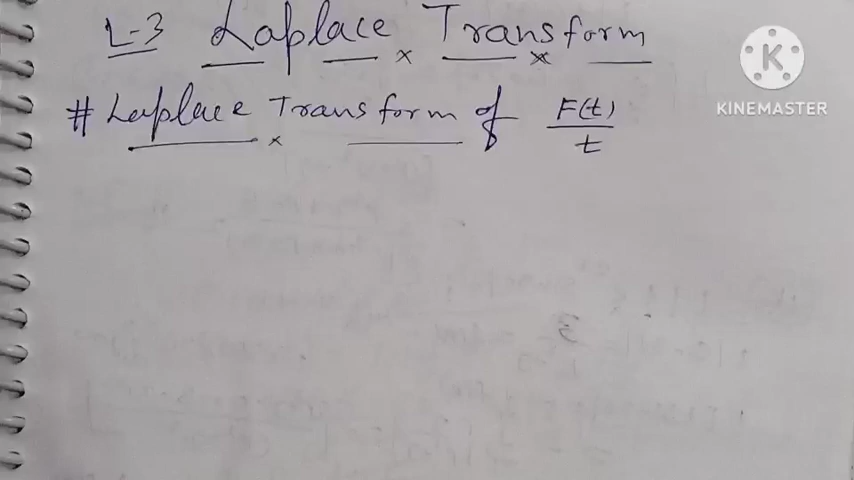 L-3 Laplace Transform
# Laplace Transform of F(t)/t
K
KINEMASTER